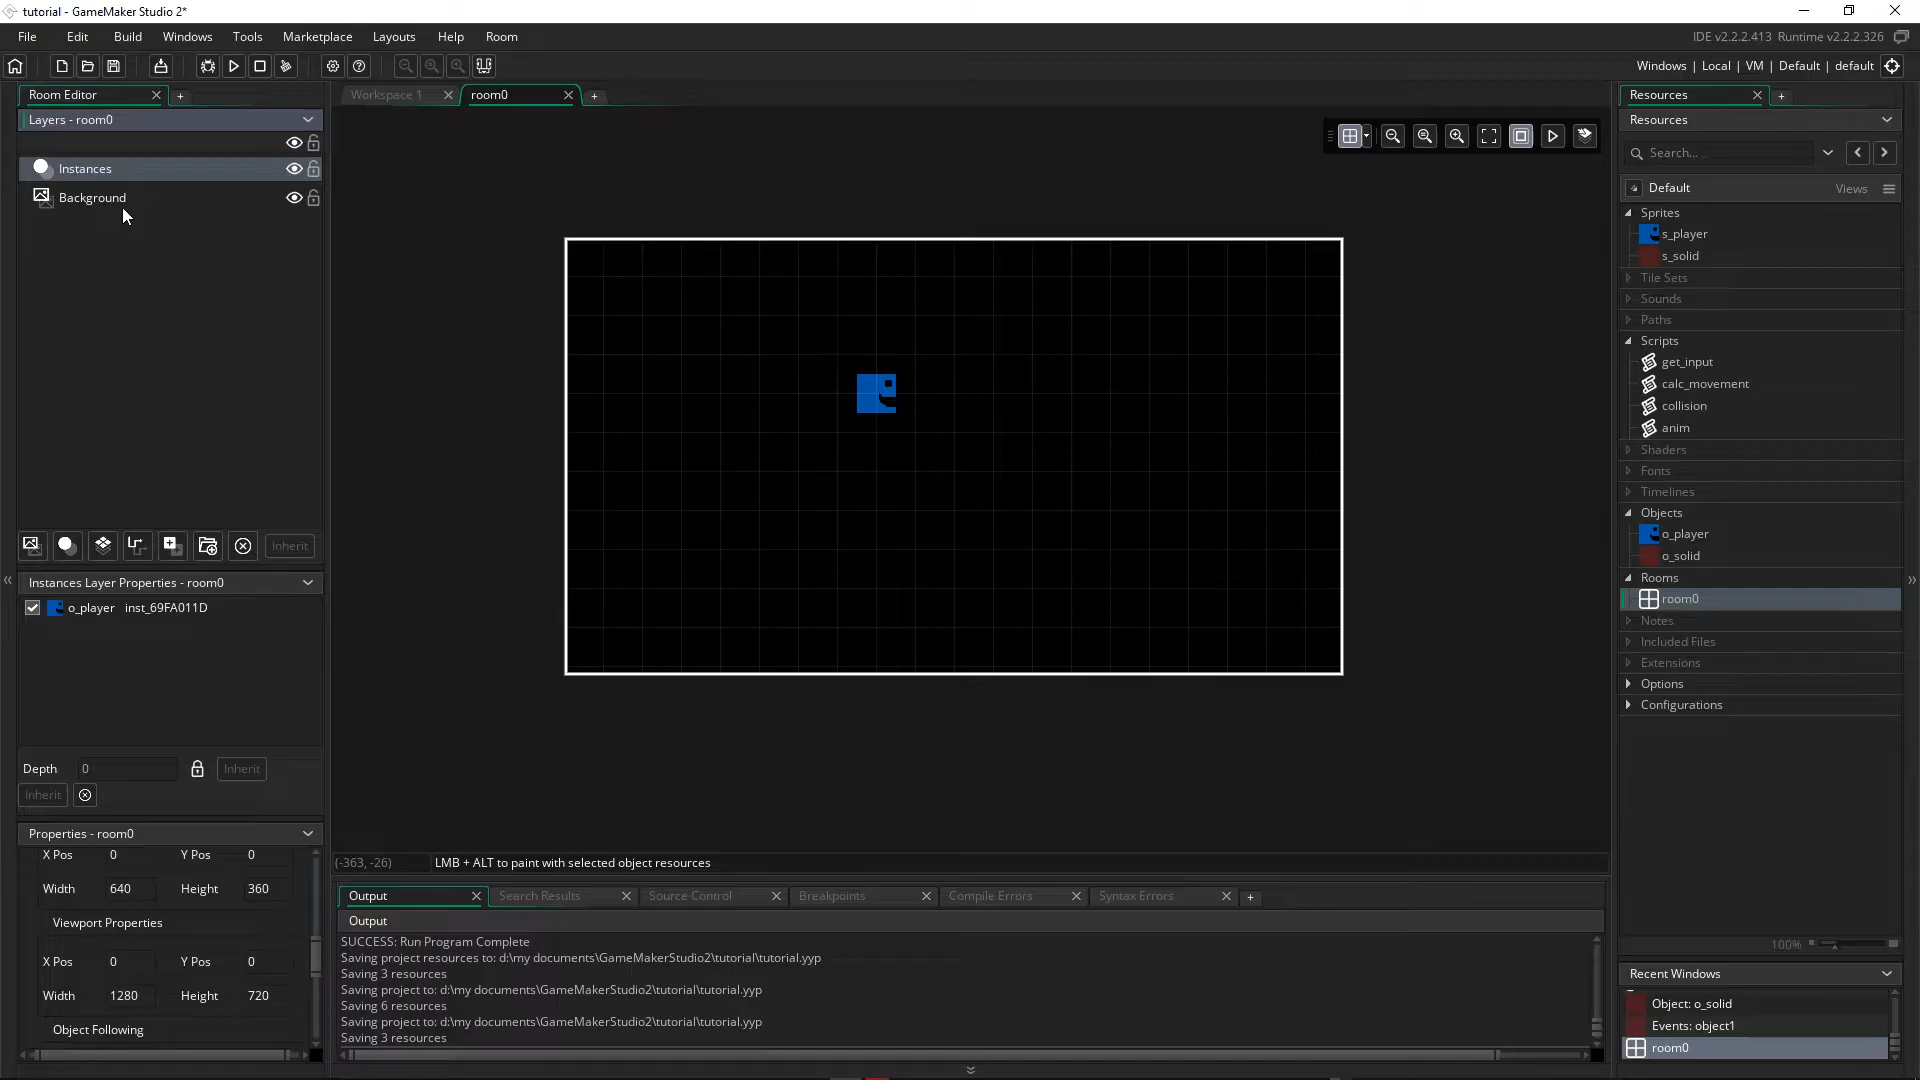 tutorial - GameMaker Studio 2*
File Edit Build Windows Tools Marketplace Layouts Help Room
IDE v2.2.2.413 Runtime v2.2.2.326
Windows | Local | VM | Default | default
Room Editor
Layers - room0
Instances
Background
Inherit
Instances Layer Properties - room0
o_player inst_69FA011D
Depth 0 Inherit
Inherit
Properties - room0
X Pos 0 Y Pos 0
Width 640 Height 360
Viewport Properties
X Pos 0 Y Pos 0
Width 1280 Height 720
Object Following
Workspace 1 room0
(-363, -26) LMB + ALT to paint with selected object resources
Output Search Results Source Control Breakpoints Compile Errors Syntax Errors
Output
SUCCESS: Run Program Complete
Saving project resources to: d:\my documents\GameMakerStudio2\tutorial\tutorial.yyp
Saving 3 resources
Saving project to: d:\my documents\GameMakerStudio2\tutorial\tutorial.yyp
Saving 6 resources
Saving project to: d:\my documents\GameMakerStudio2\tutorial\tutorial.yyp
Saving 3 resources
Resources
Resources
Search...
Default Views
Sprites
s_player
s_solid
Tile Sets
Sounds
Paths
Scripts
get_input
calc_movement
collision
anim
Shaders
Fonts
Timelines
Objects
o_player
o_solid
Rooms
room0
Notes
Included Files
Extensions
Options
Configurations
100%
Recent Windows
Object: o_solid
Events: object1
room0